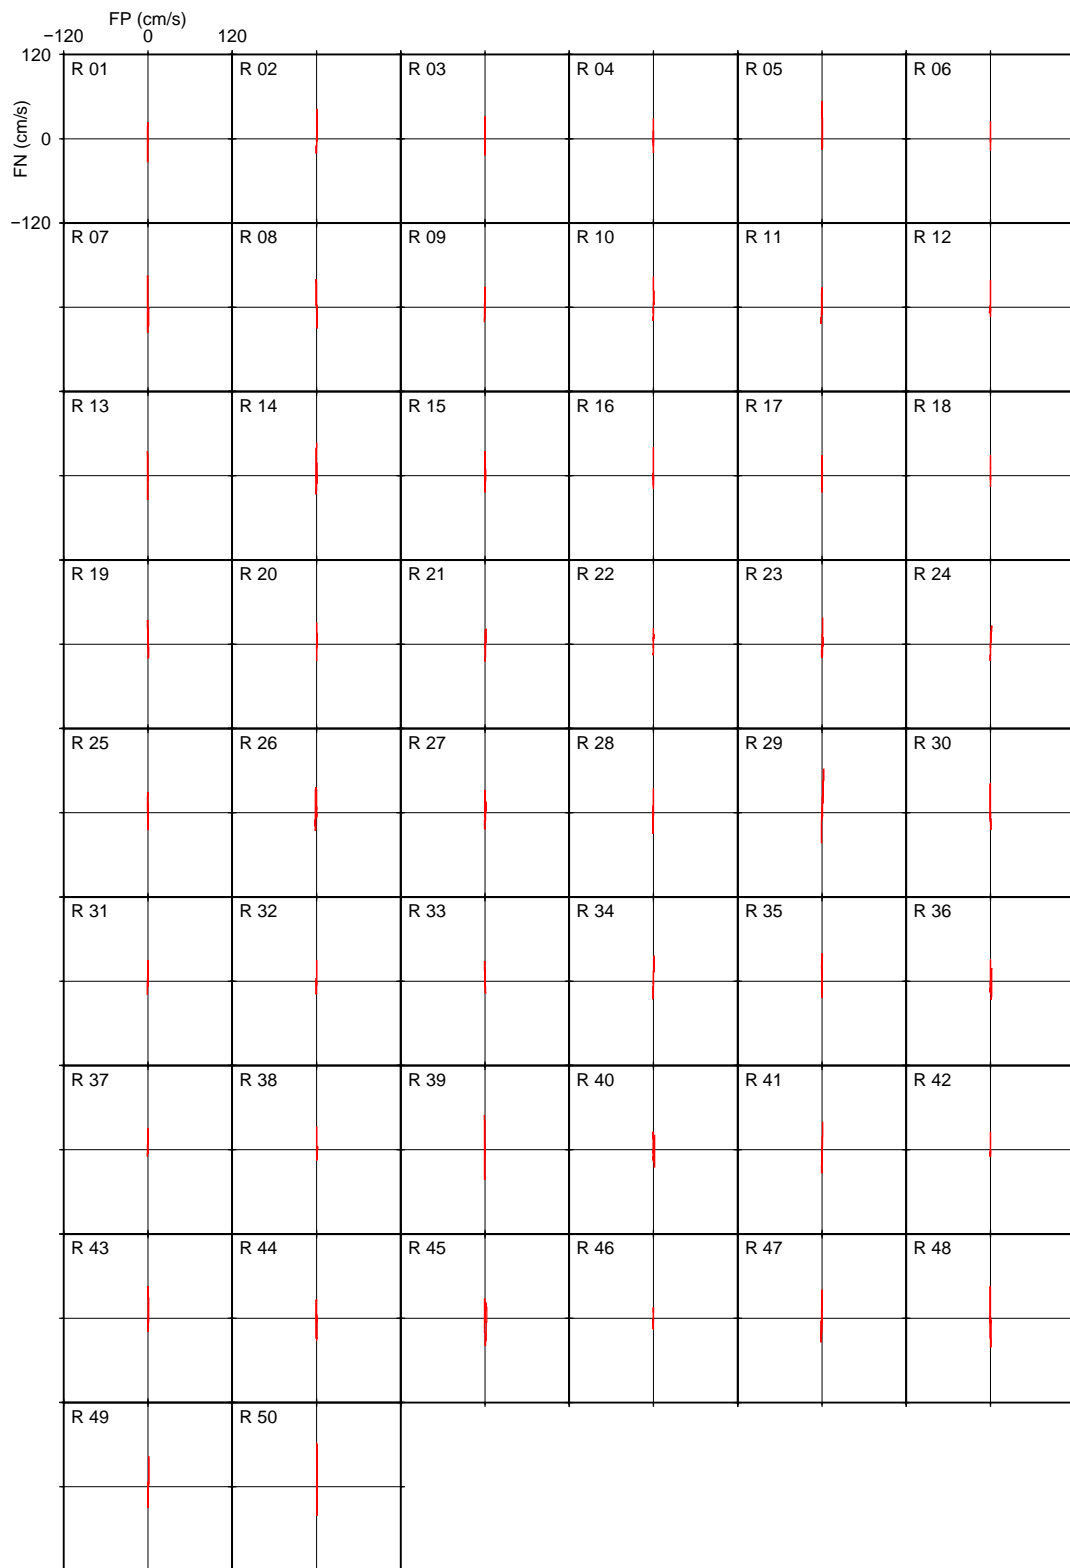 FP (cm/s)
−120 0 120
120
FN (cm/s)
0
−120
R 01 R 02 R 03 R 04 R 05 R 06
R 07 R 08 R 09 R 10 R 11 R 12
R 13 R 14 R 15 R 16 R 17 R 18
R 19 R 20 R 21 R 22 R 23 R 24
R 25 R 26 R 27 R 28 R 29 R 30
R 31 R 32 R 33 R 34 R 35 R 36
R 37 R 38 R 39 R 40 R 41 R 42
R 43 R 44 R 45 R 46 R 47 R 48
R 49 R 50